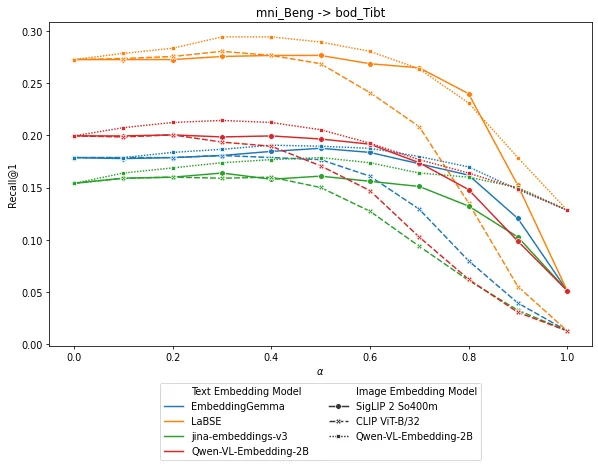 mni_Beng -> bod_Tibt
Recall@1
0.30
0.25
0.20
0.15
0.10
0.05
0.00
0.0 0.2 0.4 0.6 0.8 1.0
α
Text Embedding Model
EmbeddingGemma
LaBSE
jina-embeddings-v3
Qwen-VL-Embedding-2B
Image Embedding Model
SigLIP 2 So400m
CLIP ViT-B/32
Qwen-VL-Embedding-2B